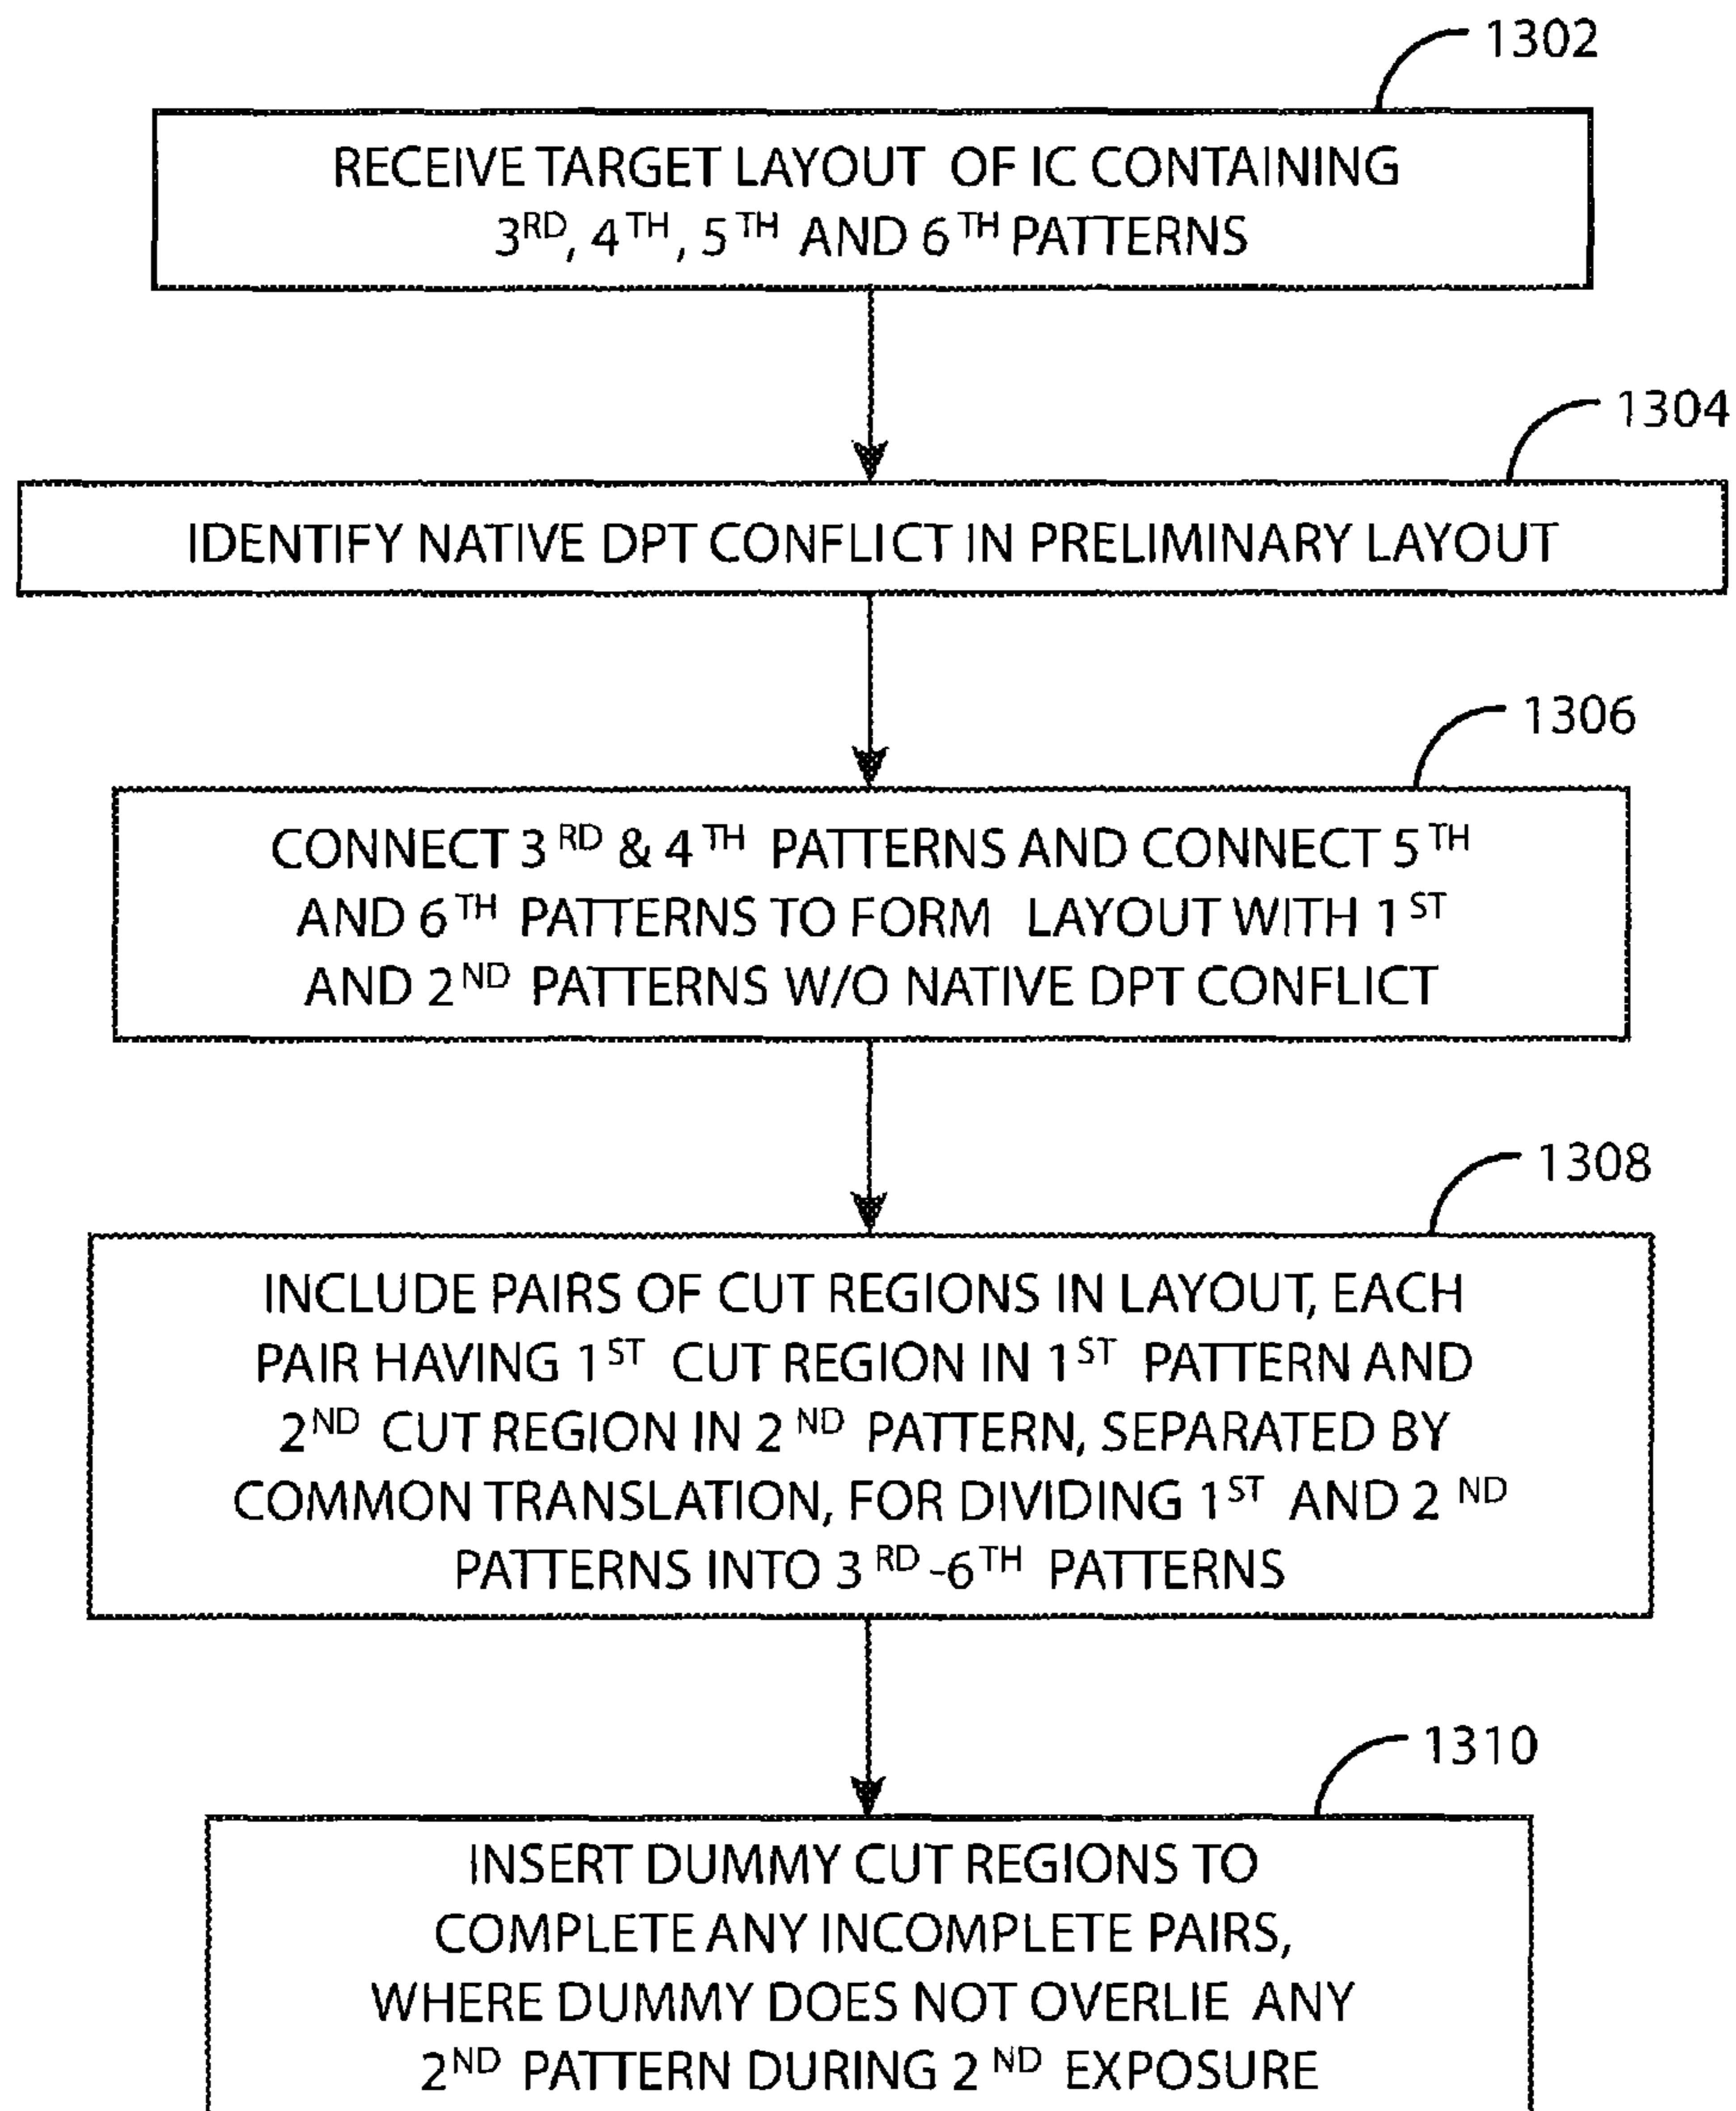 1302
RECEIVE TARGET LAYOUT OF IC CONTAINING
3RD, 4TH, 5TH AND 6TH PATTERNS
1304
IDENTIFY NATIVE DPT CONFLICT IN PRELIMINARY LAYOUT
1306
CONNECT 3RD & 4TH PATTERNS AND CONNECT 5TH
AND 6TH PATTERNS TO FORM LAYOUT WITH 1ST
AND 2ND PATTERNS W/O NATIVE DPT CONFLICT
1308
INCLUDE PAIRS OF CUT REGIONS IN LAYOUT, EACH
PAIR HAVING 1ST CUT REGION IN 1ST PATTERN AND
2ND CUT REGION IN 2ND PATTERN, SEPARATED BY
COMMON TRANSLATION, FOR DIVIDING 1ST AND 2ND
PATTERNS INTO 3RD-6TH PATTERNS
1310
INSERT DUMMY CUT REGIONS TO
COMPLETE ANY INCOMPLETE PAIRS,
WHERE DUMMY DOES NOT OVERLIE ANY
2ND PATTERN DURING 2ND EXPOSURE